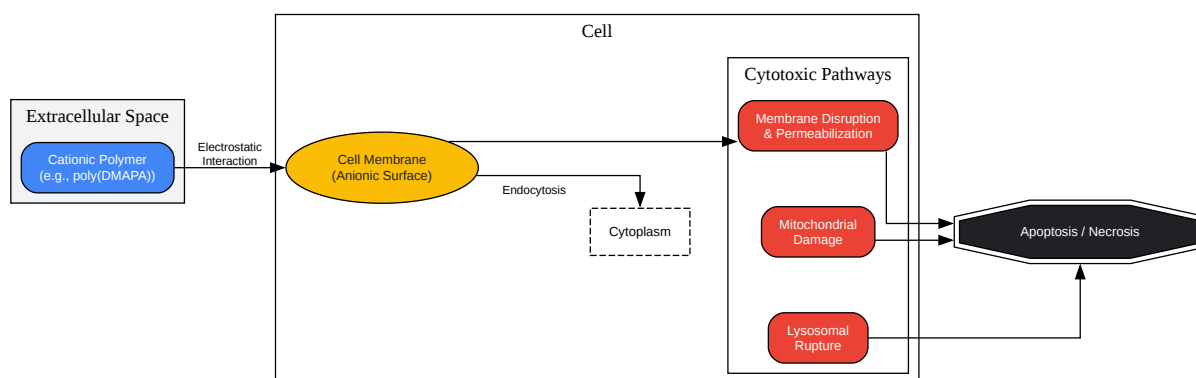 Cell
Extracellular Space
Cationic Polymer
(e.g., poly(DMAPA))
Electrostatic
Interaction
Cell Membrane
(Anionic Surface)
Endocytosis
Cytoplasm
Cytotoxic Pathways
Membrane Disruption
& Permeabilization
Mitochondrial
Damage
Lysosomal
Rupture
Apoptosis / Necrosis